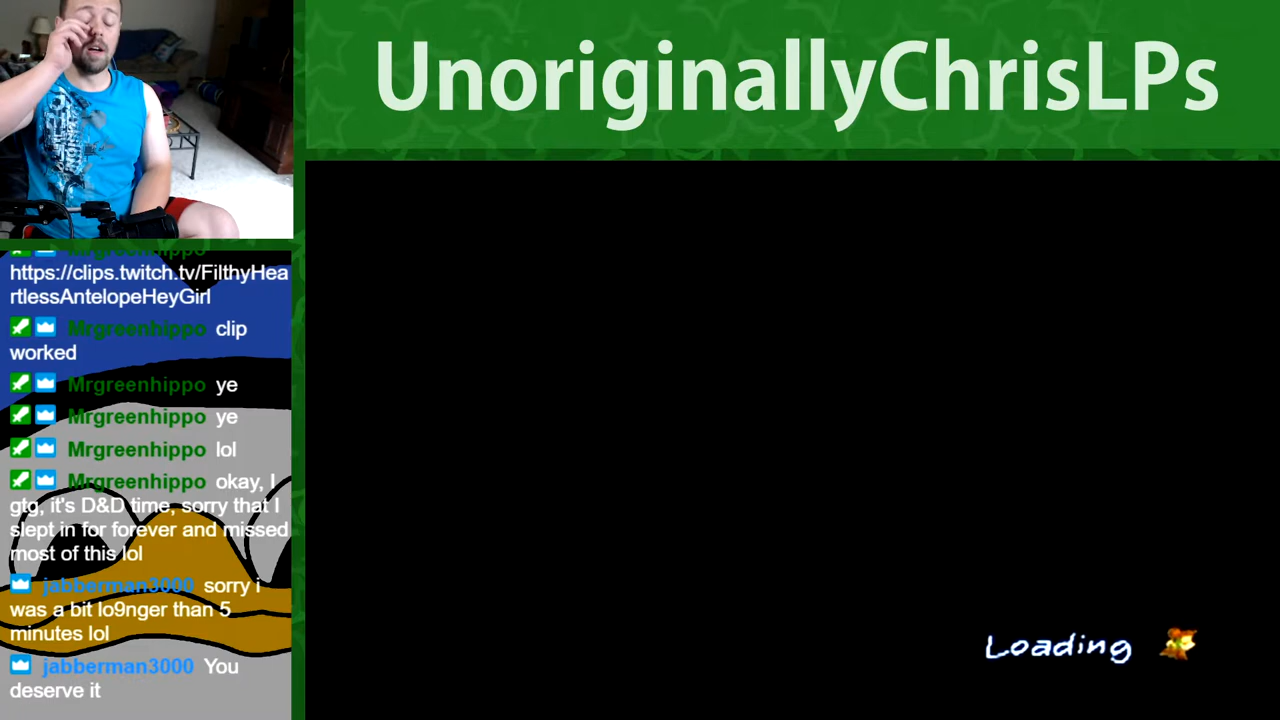 UnoriginallyChrisLPs
Mrgreenhippo
https://clips.twitch.tv/FilthyHea
rtlessAntelopeHeyGirl
Mrgreenhippo clip
worked
Mrgreenhippo ye
Mrgreenhippo ye
Mrgreenhippo lol
Mrgreenhippo okay, I
gtg, it's D&D time, sorry that I
slept in for forever and missed
most of this lol
jabberman3000 sorry i
was a bit lo9nger than 5
minutes lol
jabberman3000 You
deserve it
Loading